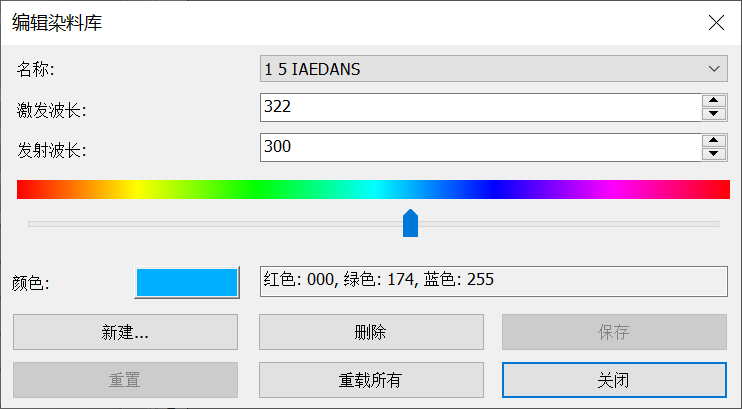 编辑染料库
名称:
1 5 IAEDANS
激发波长:
322
发射波长:
300
颜色:
红色: 000, 绿色: 174, 蓝色: 255
新建...
删除
保存
重置
重载所有
关闭